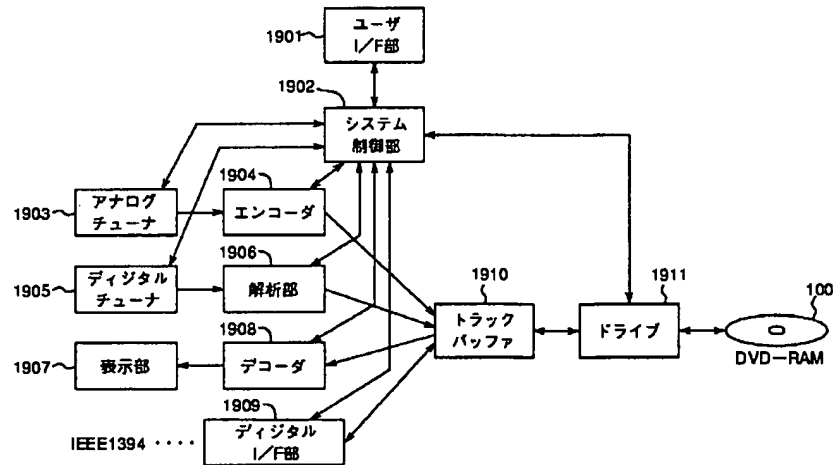 1901
ユーザ
I/F部
1902
システム
制御部
1903
アナログ
チューナ
1904
エンコーダ
1905
ディジタル
チューナ
1906
解析部
1907
表示部
1908
デコーダ
1909
ディジタル
I/F部
IEEE1394 ････
1910
トラック
バッファ
1911
ドライブ
100
DVD－RAM